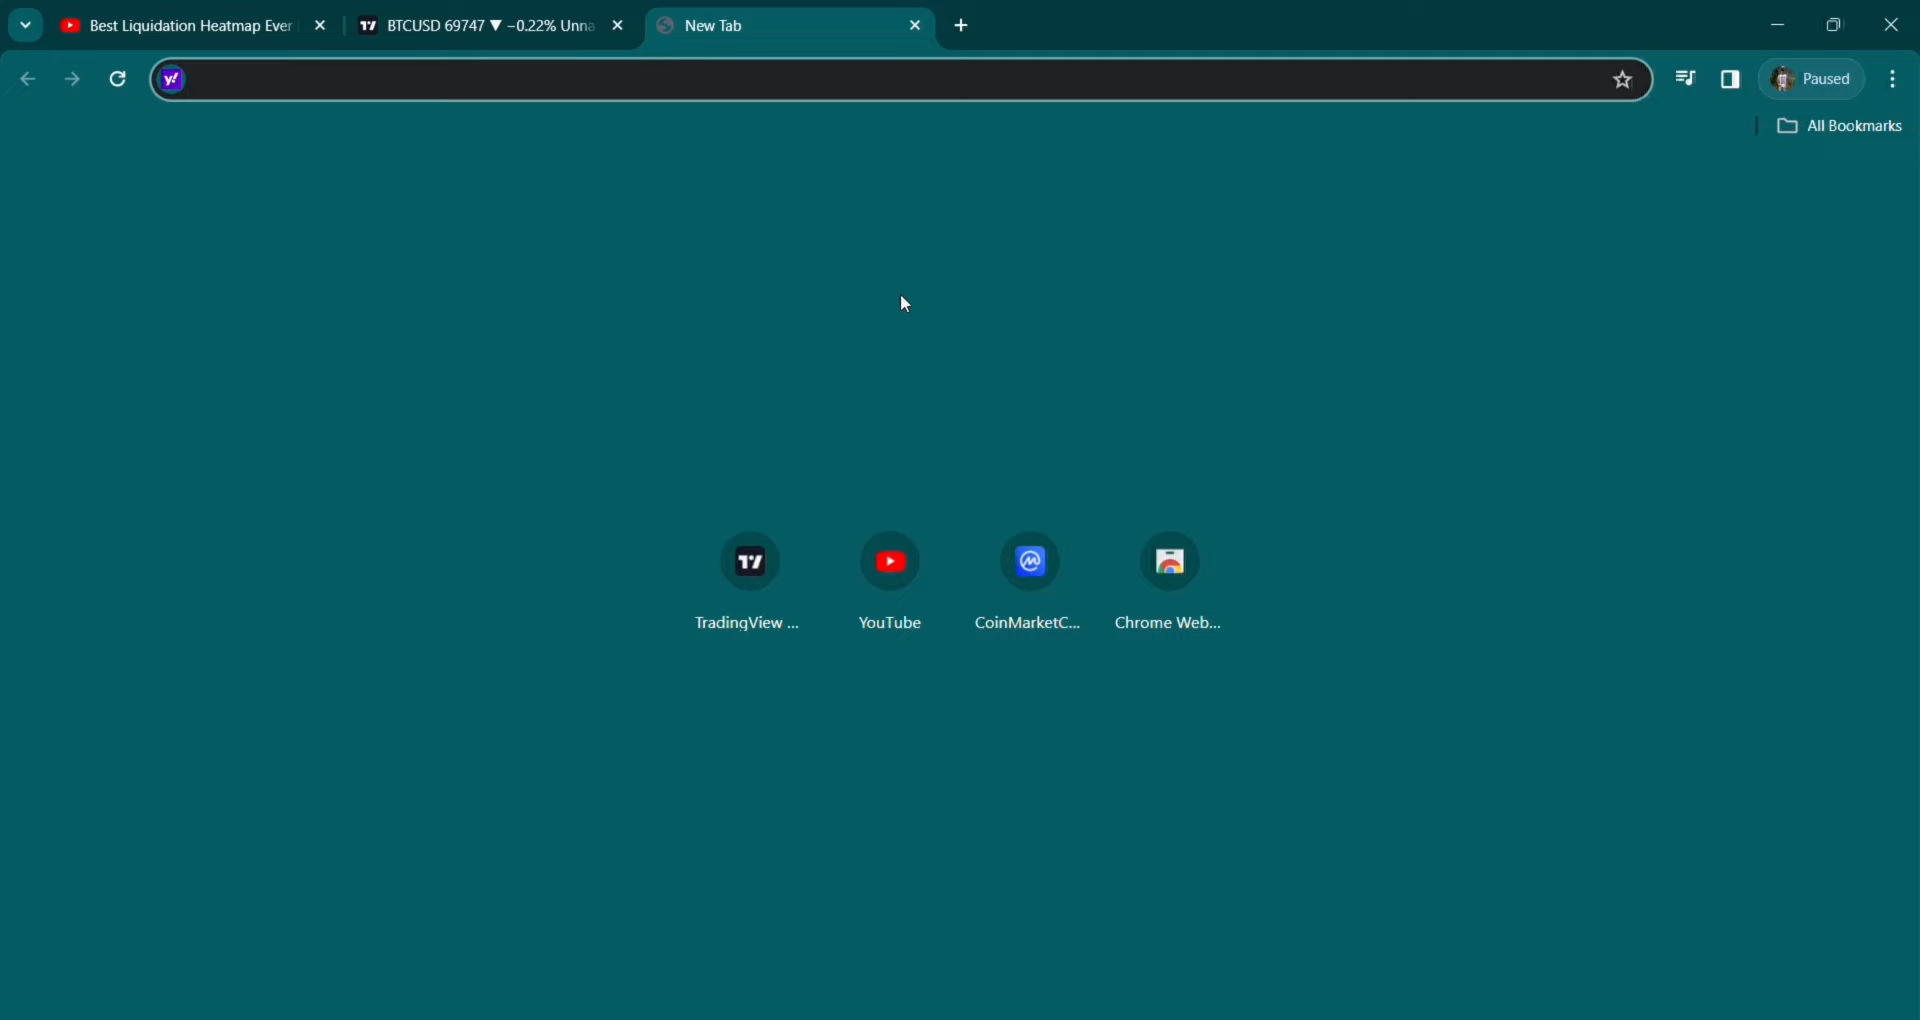 Best Liquidation Heatmap Ever
BTCUSD 69747 ▼ −0.22% Unna
New Tab
y!
Paused
All Bookmarks
TradingView ...
YouTube
CoinMarketC...
Chrome Web...